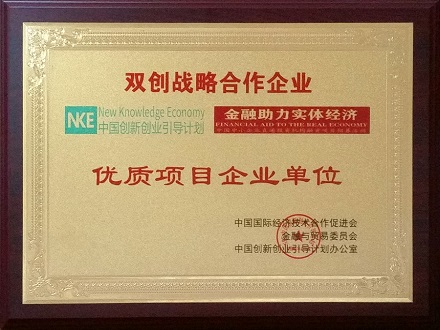 双创战略合作企业
NKE
New Knowledge Economy
中国创新创业引导计划
金融助力实体经济
FINANCIAL AID TO THE REAL ECONOMY
优质项目企业单位
中国国际经济技术合作促进会
金融与贸易委员会
中国创新创业引导计划办公室